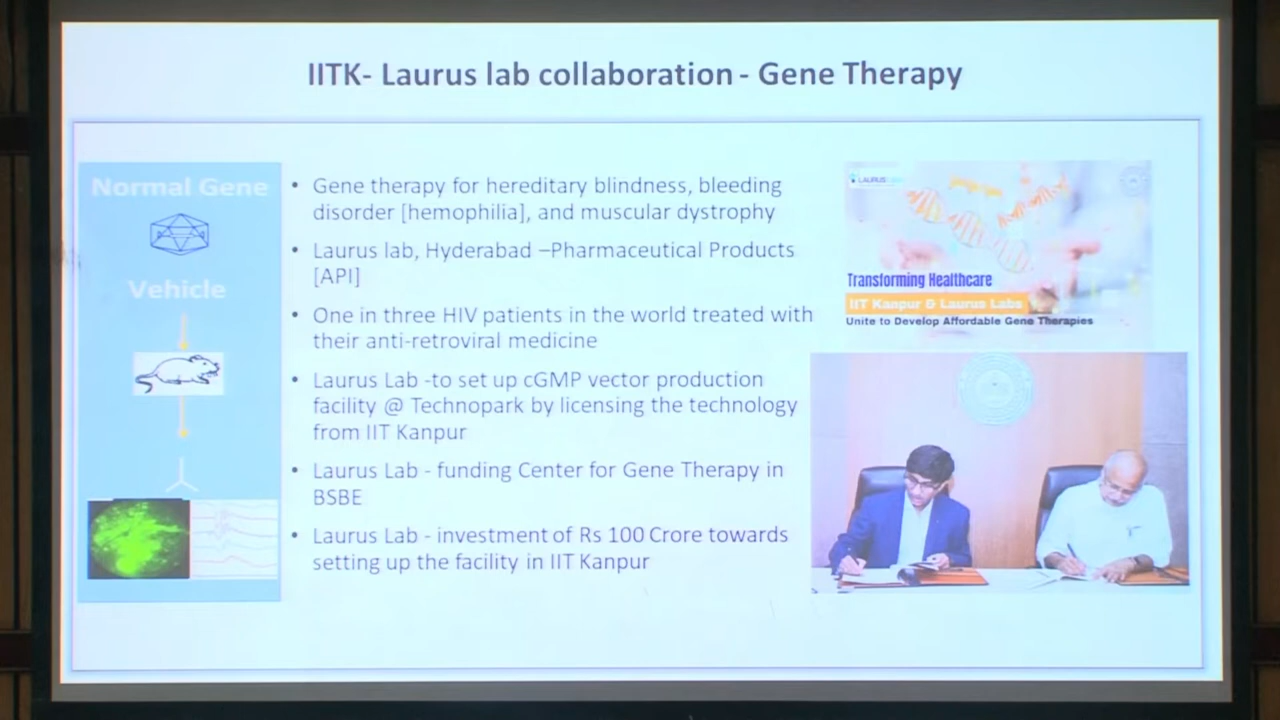 IITK- Laurus lab collaboration - Gene Therapy
Normal Gene
Vehicle
• Gene therapy for hereditary blindness, bleeding
disorder [hemophilia], and muscular dystrophy
• Laurus lab, Hyderabad –Pharmaceutical Products
[API]
• One in three HIV patients in the world treated with
their anti-retroviral medicine
• Laurus Lab -to set up cGMP vector production
facility @ Technopark by licensing the technology
from IIT Kanpur
• Laurus Lab - funding Center for Gene Therapy in
BSBE
• Laurus Lab - investment of Rs 100 Crore towards
setting up the facility in IIT Kanpur
LAURUS
Transforming Healthcare
IIT Kanpur & Laurus Labs
Unite to Develop Affordable Gene Therapies